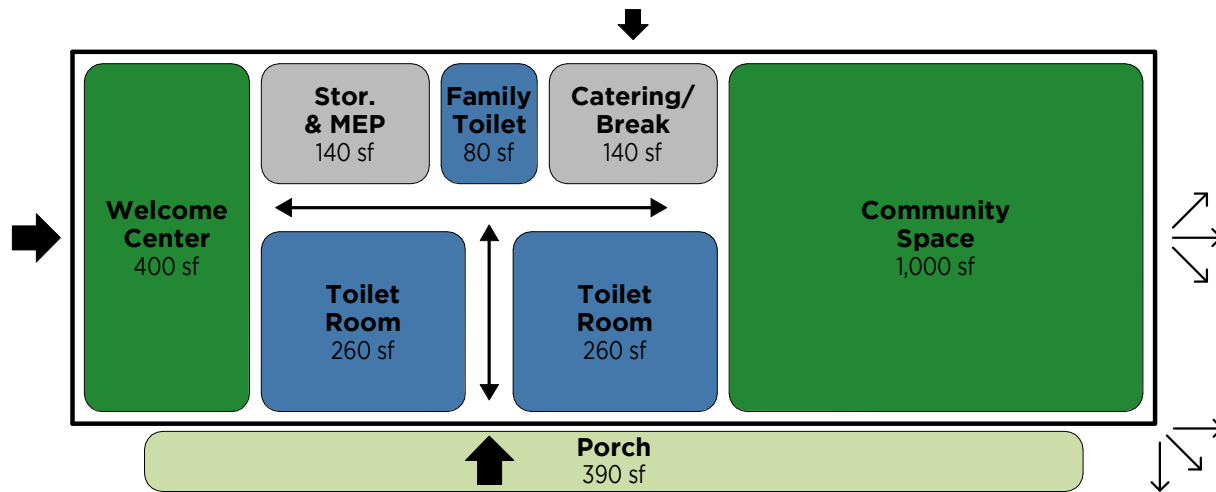 Stor.
& MEP
140 sf
Family
Toilet
80 sf
Catering/
Break
140 sf
Welcome
Center
400 sf
Community
Space
1,000 sf
Toilet
Room
260 sf
Toilet
Room
260 sf
Porch
390 sf